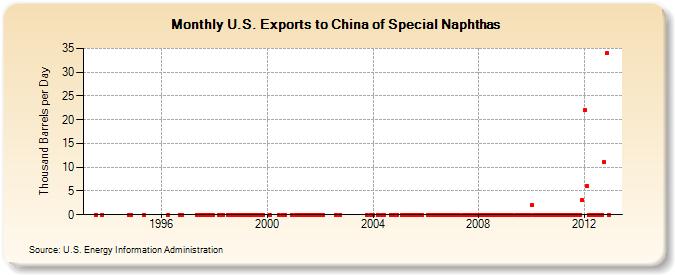 Monthly U.S. Exports to China of Special Naphthas
Thousand Barrels per Day
35
30
25
20
15
10
5
0
1996 2000 2004 2008 2012
Source: U.S. Energy Information Administration